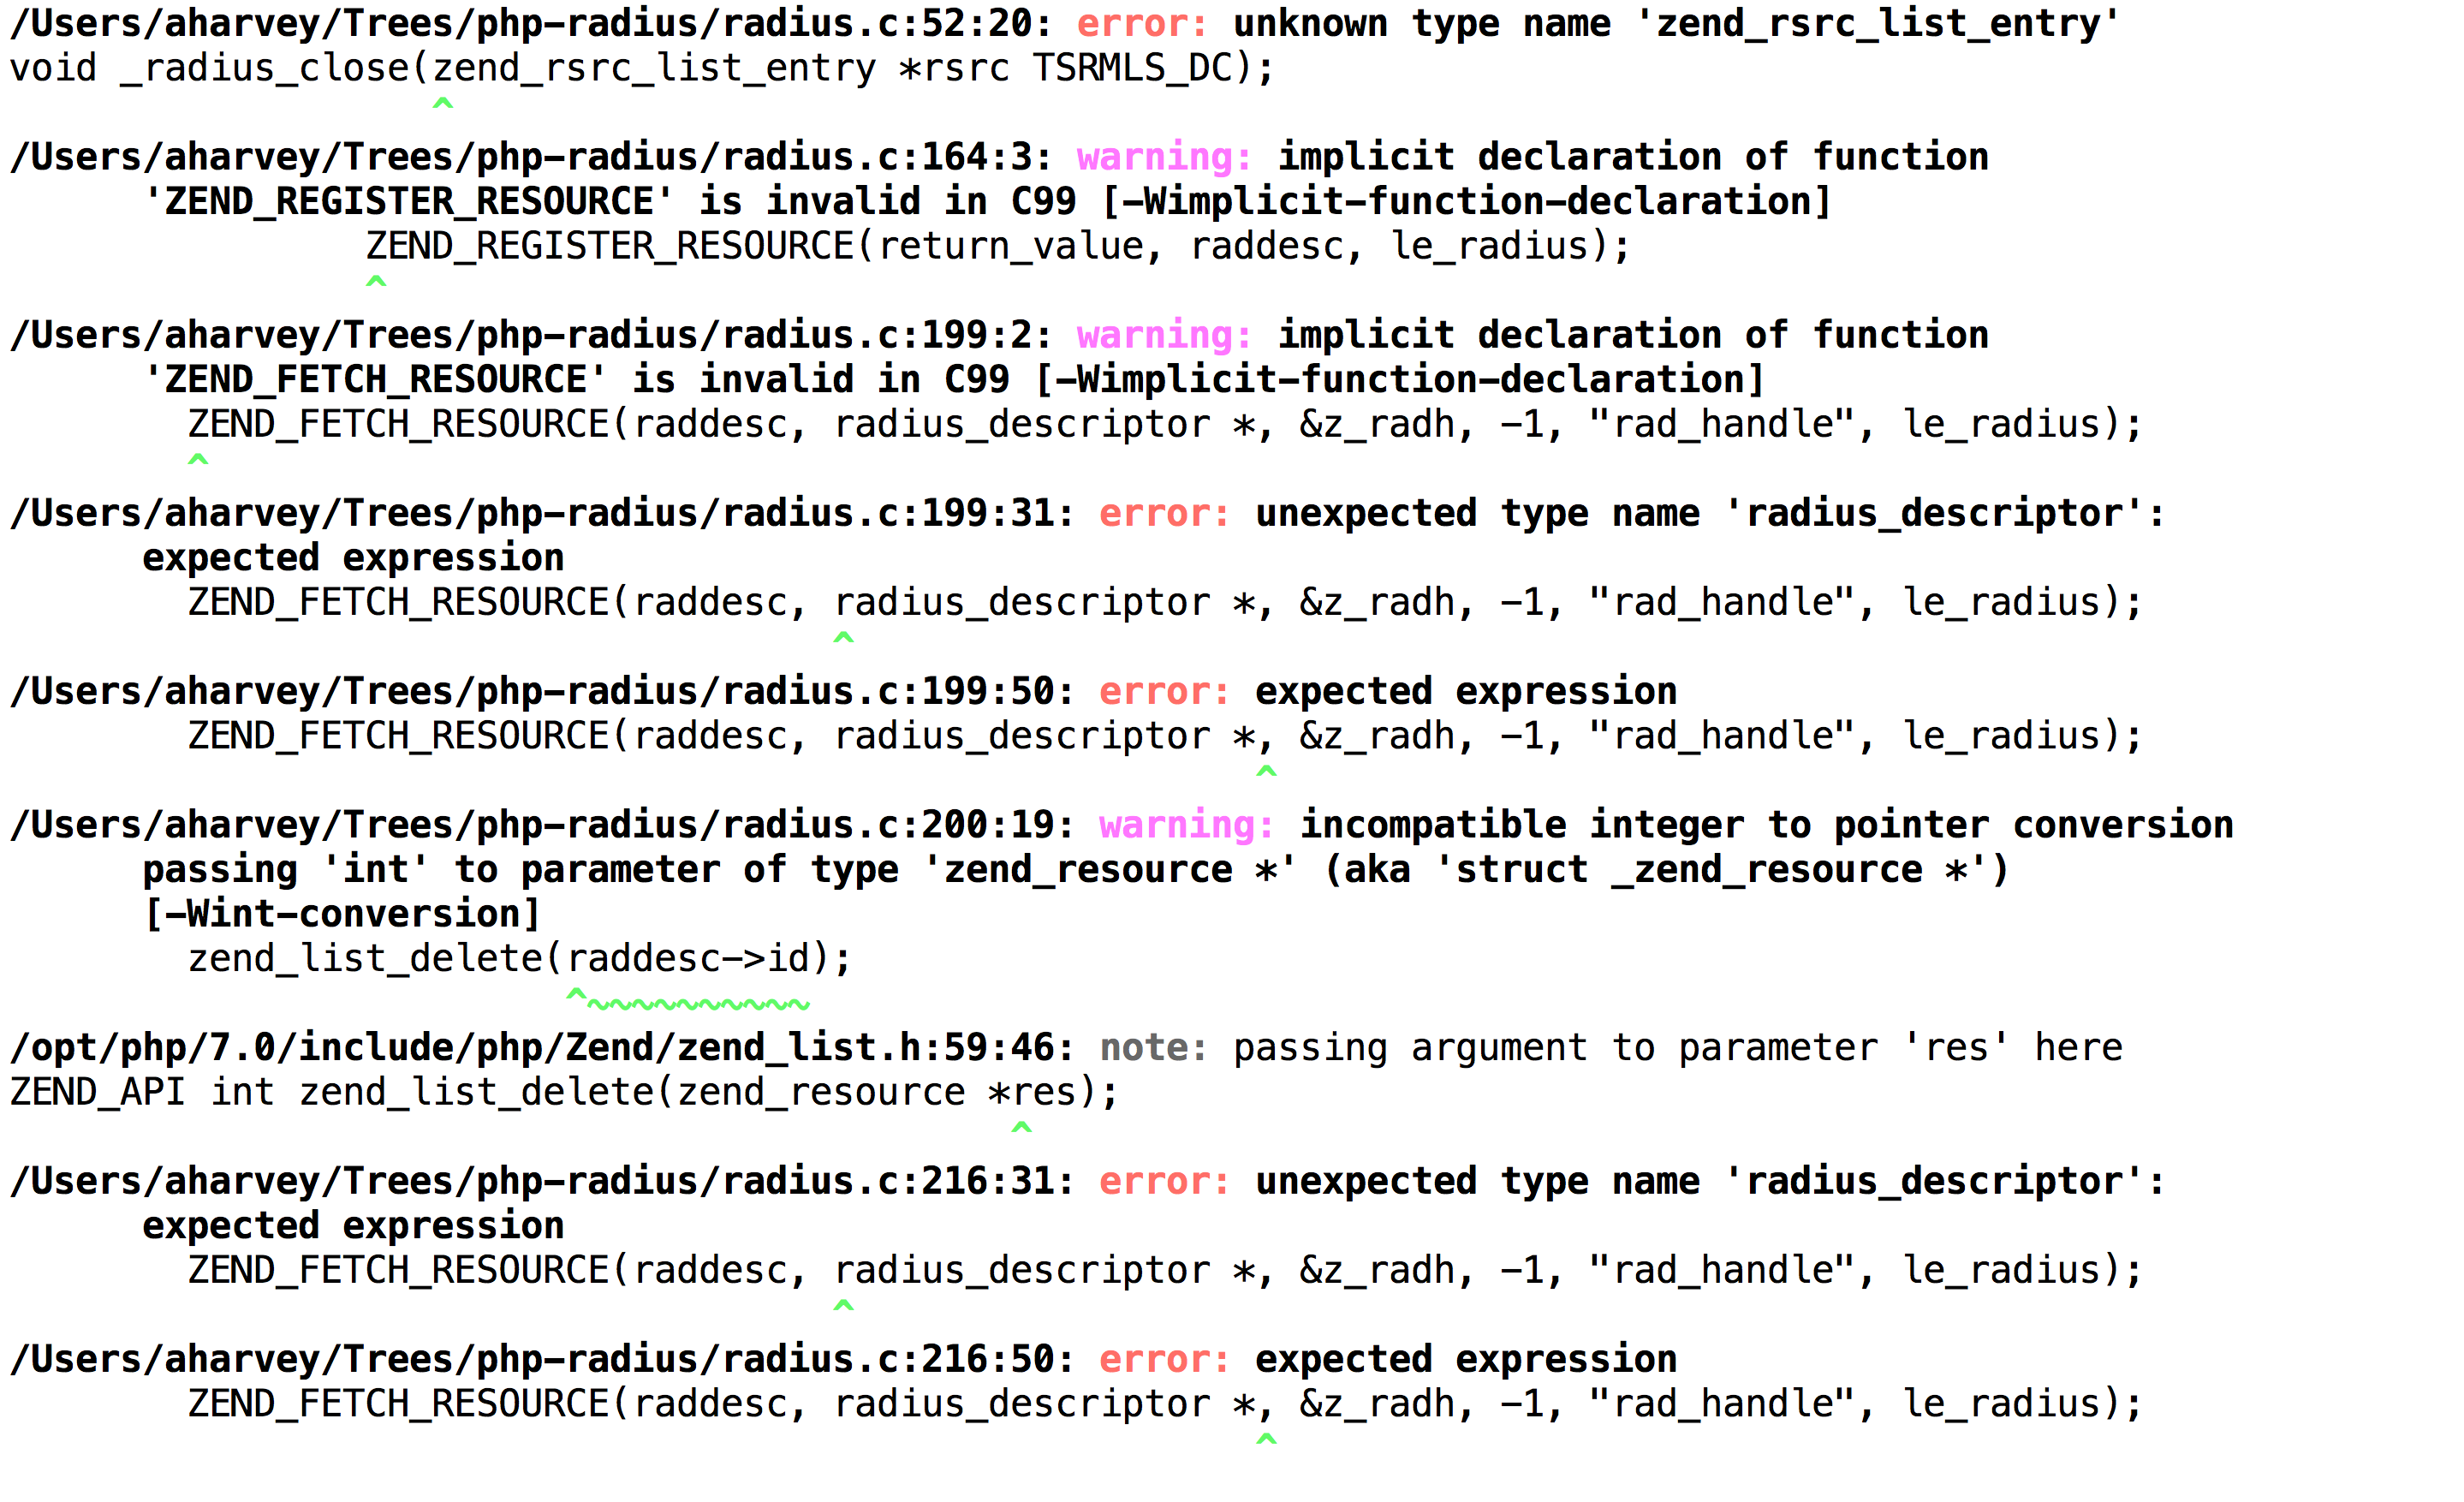 /Users/aharvey/Trees/php-radius/radius.c:52:20: error: unknown type name 'zend_rsrc_list_entry'
void _radius_close(zend_rsrc_list_entry *rsrc TSRMLS_DC);
                   ^
/Users/aharvey/Trees/php-radius/radius.c:164:3: warning: implicit declaration of function
      'ZEND_REGISTER_RESOURCE' is invalid in C99 [-Wimplicit-function-declaration]
                ZEND_REGISTER_RESOURCE(return_value, raddesc, le_radius);
                ^
/Users/aharvey/Trees/php-radius/radius.c:199:2: warning: implicit declaration of function
      'ZEND_FETCH_RESOURCE' is invalid in C99 [-Wimplicit-function-declaration]
        ZEND_FETCH_RESOURCE(raddesc, radius_descriptor *, &z_radh, -1, "rad_handle", le_radius);
        ^
/Users/aharvey/Trees/php-radius/radius.c:199:31: error: unexpected type name 'radius_descriptor':
      expected expression
        ZEND_FETCH_RESOURCE(raddesc, radius_descriptor *, &z_radh, -1, "rad_handle", le_radius);
                                     ^
/Users/aharvey/Trees/php-radius/radius.c:199:50: error: expected expression
        ZEND_FETCH_RESOURCE(raddesc, radius_descriptor *, &z_radh, -1, "rad_handle", le_radius);
                                                        ^
/Users/aharvey/Trees/php-radius/radius.c:200:19: warning: incompatible integer to pointer conversion
      passing 'int' to parameter of type 'zend_resource *' (aka 'struct _zend_resource *')
      [-Wint-conversion]
        zend_list_delete(raddesc->id);
                         ^~~~~~~~~~~
/opt/php/7.0/include/php/Zend/zend_list.h:59:46: note: passing argument to parameter 'res' here
ZEND_API int zend_list_delete(zend_resource *res);
                                             ^
/Users/aharvey/Trees/php-radius/radius.c:216:31: error: unexpected type name 'radius_descriptor':
      expected expression
        ZEND_FETCH_RESOURCE(raddesc, radius_descriptor *, &z_radh, -1, "rad_handle", le_radius);
                                     ^
/Users/aharvey/Trees/php-radius/radius.c:216:50: error: expected expression
        ZEND_FETCH_RESOURCE(raddesc, radius_descriptor *, &z_radh, -1, "rad_handle", le_radius);
                                                        ^